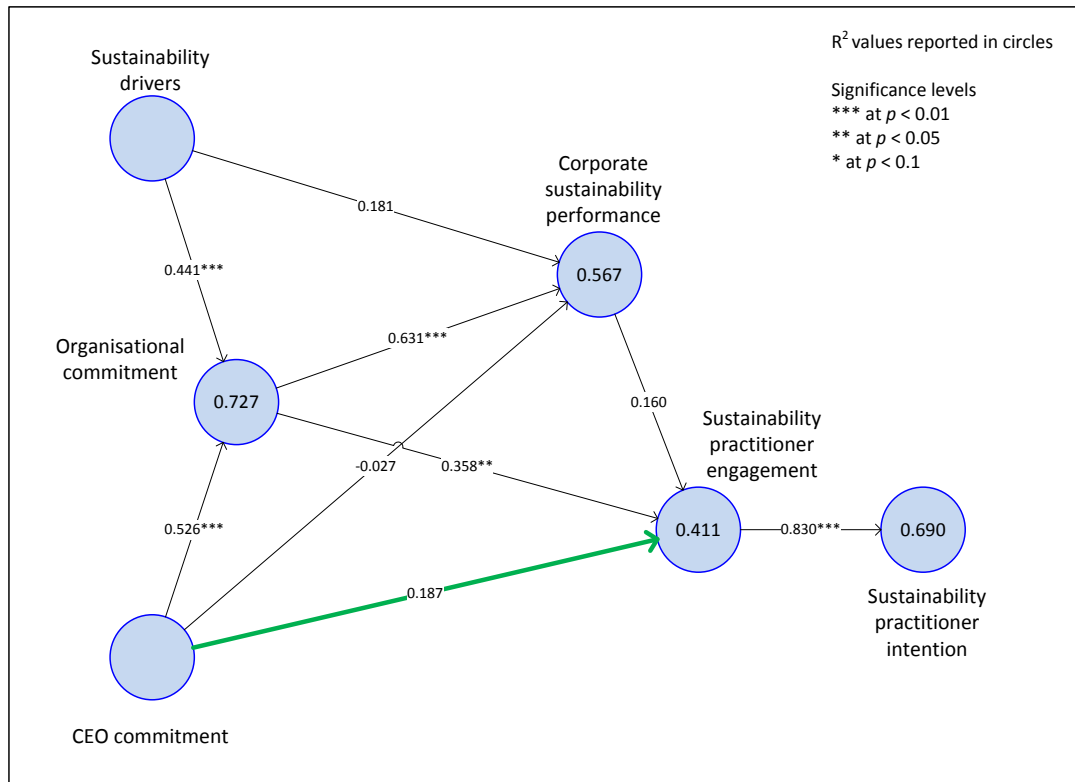 R² values reported in circles
Significance levels
*** at p < 0.01
** at p < 0.05
* at p < 0.1
Sustainability
drivers
Corporate
sustainability
performance
0.181
0.441***
0.567
Organisational
commitment
0.631***
0.727
0.160
Sustainability
practitioner
engagement
-0.027
0.358**
0.526***
0.411
0.830***
0.690
0.187
Sustainability
practitioner
intention
CEO commitment